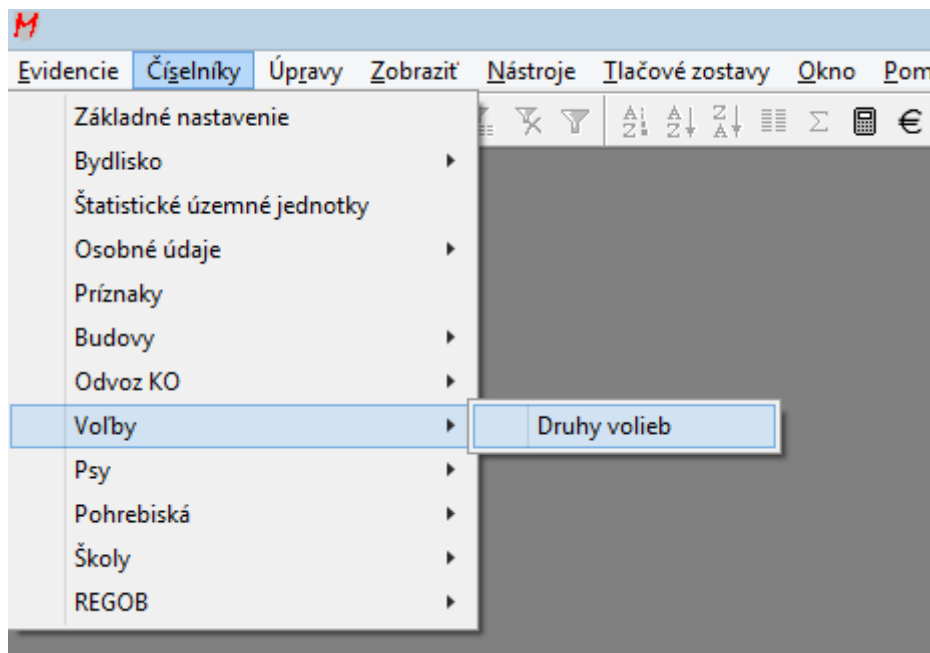 M
Evidencie Číselníky Úpravy Zobraziť Nástroje Tlačové zostavy Okno Pom
Základné nastavenie
Bydlisko
Štatistické územné jednotky
Osobné údaje
Príznaky
Budovy
Odvoz KO
Voľby
Druhy volieb
Psy
Pohrebiská
Školy
REGOB